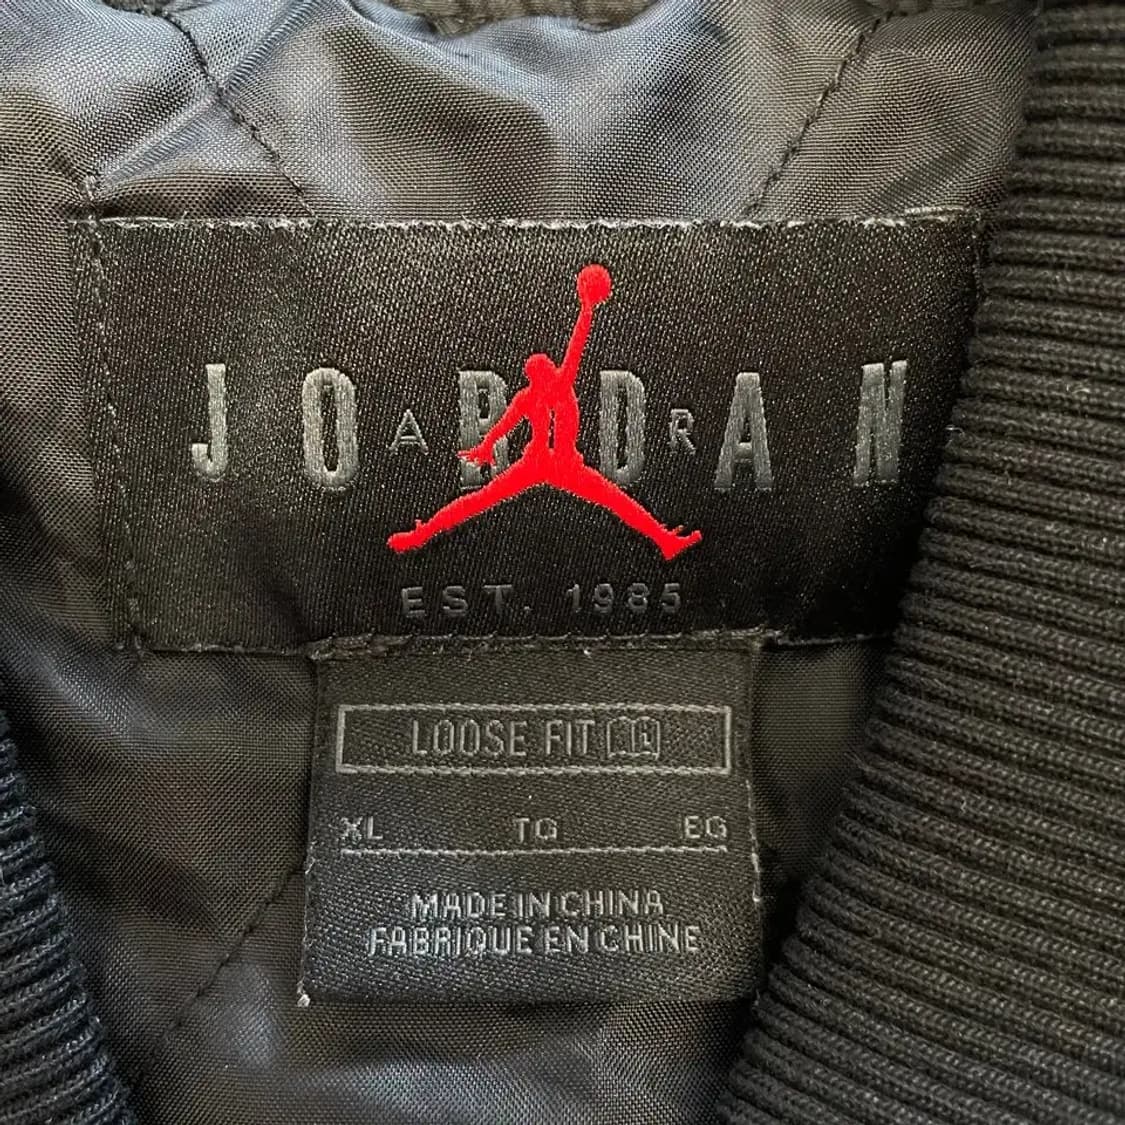 JORDAN
AIR
EST. 1985
LOOSE FIT
XL TG EG
MADE IN CHINA
FABRIQUE EN CHINE